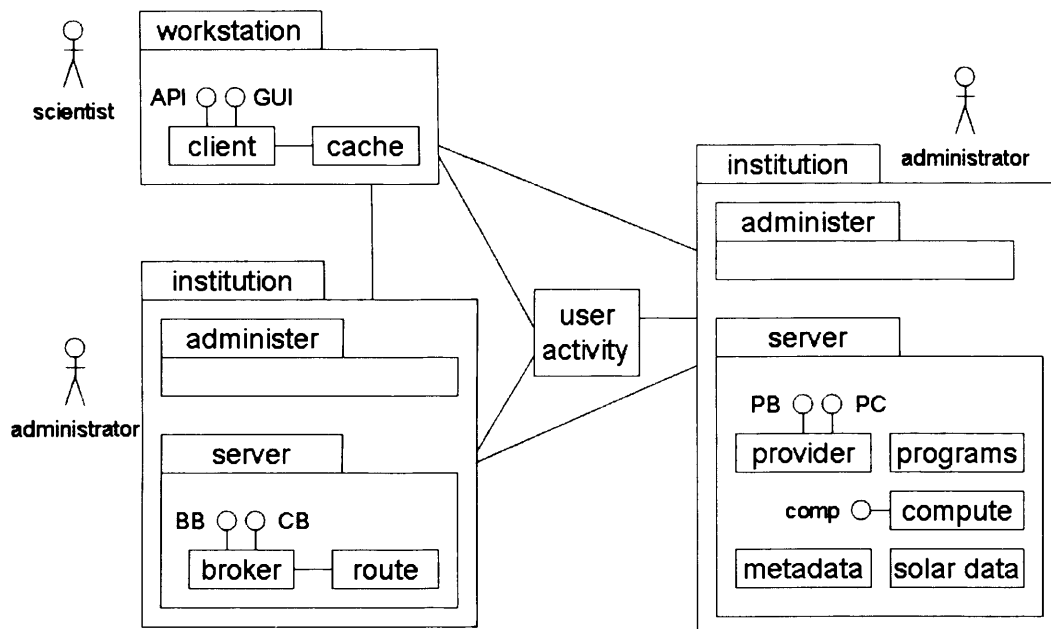 workstation
API GUI
scientist
client cache
administrator
institution
administer
institution
user
activity
administer
server
administrator
server
PB PC
provider programs
BB CB
comp compute
broker route
metadata solar data